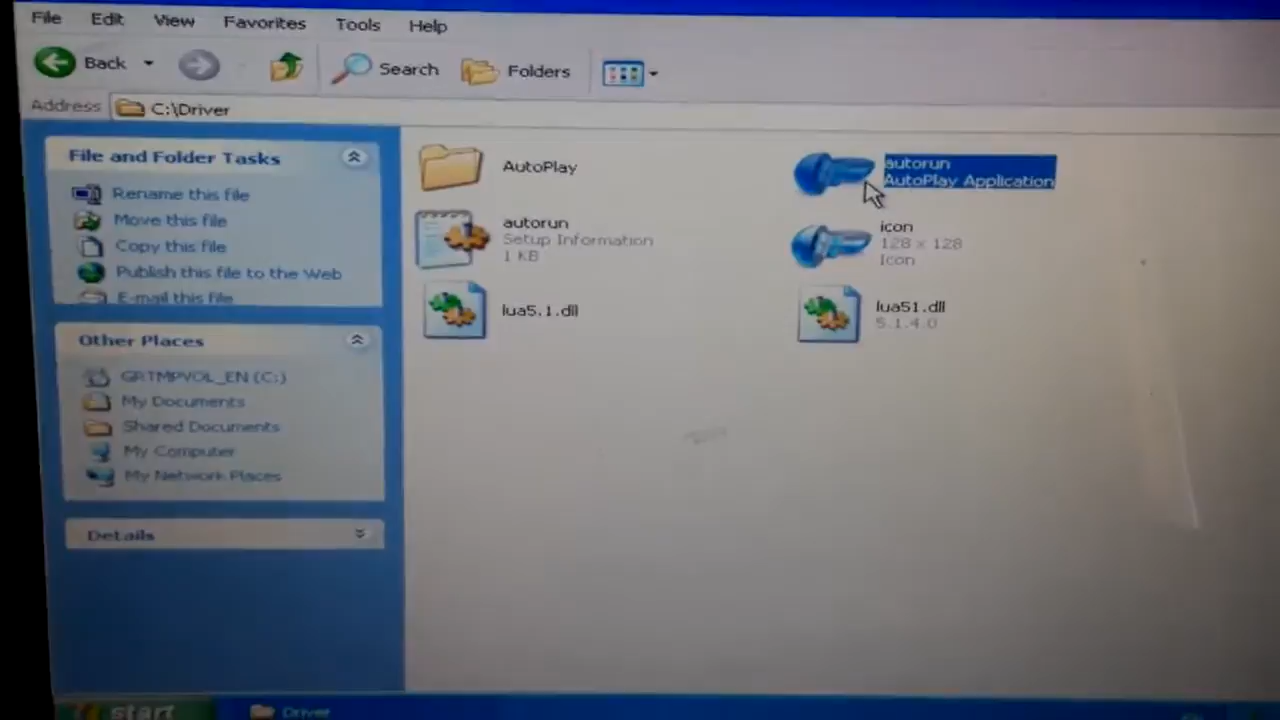 File Edit View Favorites Tools Help
Back Search Folders
Address C:\Driver
File and Folder Tasks
Rename this file
Move this file
Copy this file
Publish this file to the Web
E-mail this file
Other Places
GRTMPVOL_EN (C:)
My Documents
Shared Documents
My Computer
My Network Places
Details
AutoPlay
autorun
AutoPlay Application
autorun
Setup Information
1 KB
icon
128 x 128
Icon
lua5.1.dll
lua51.dll
5.1.4.0
start Driver